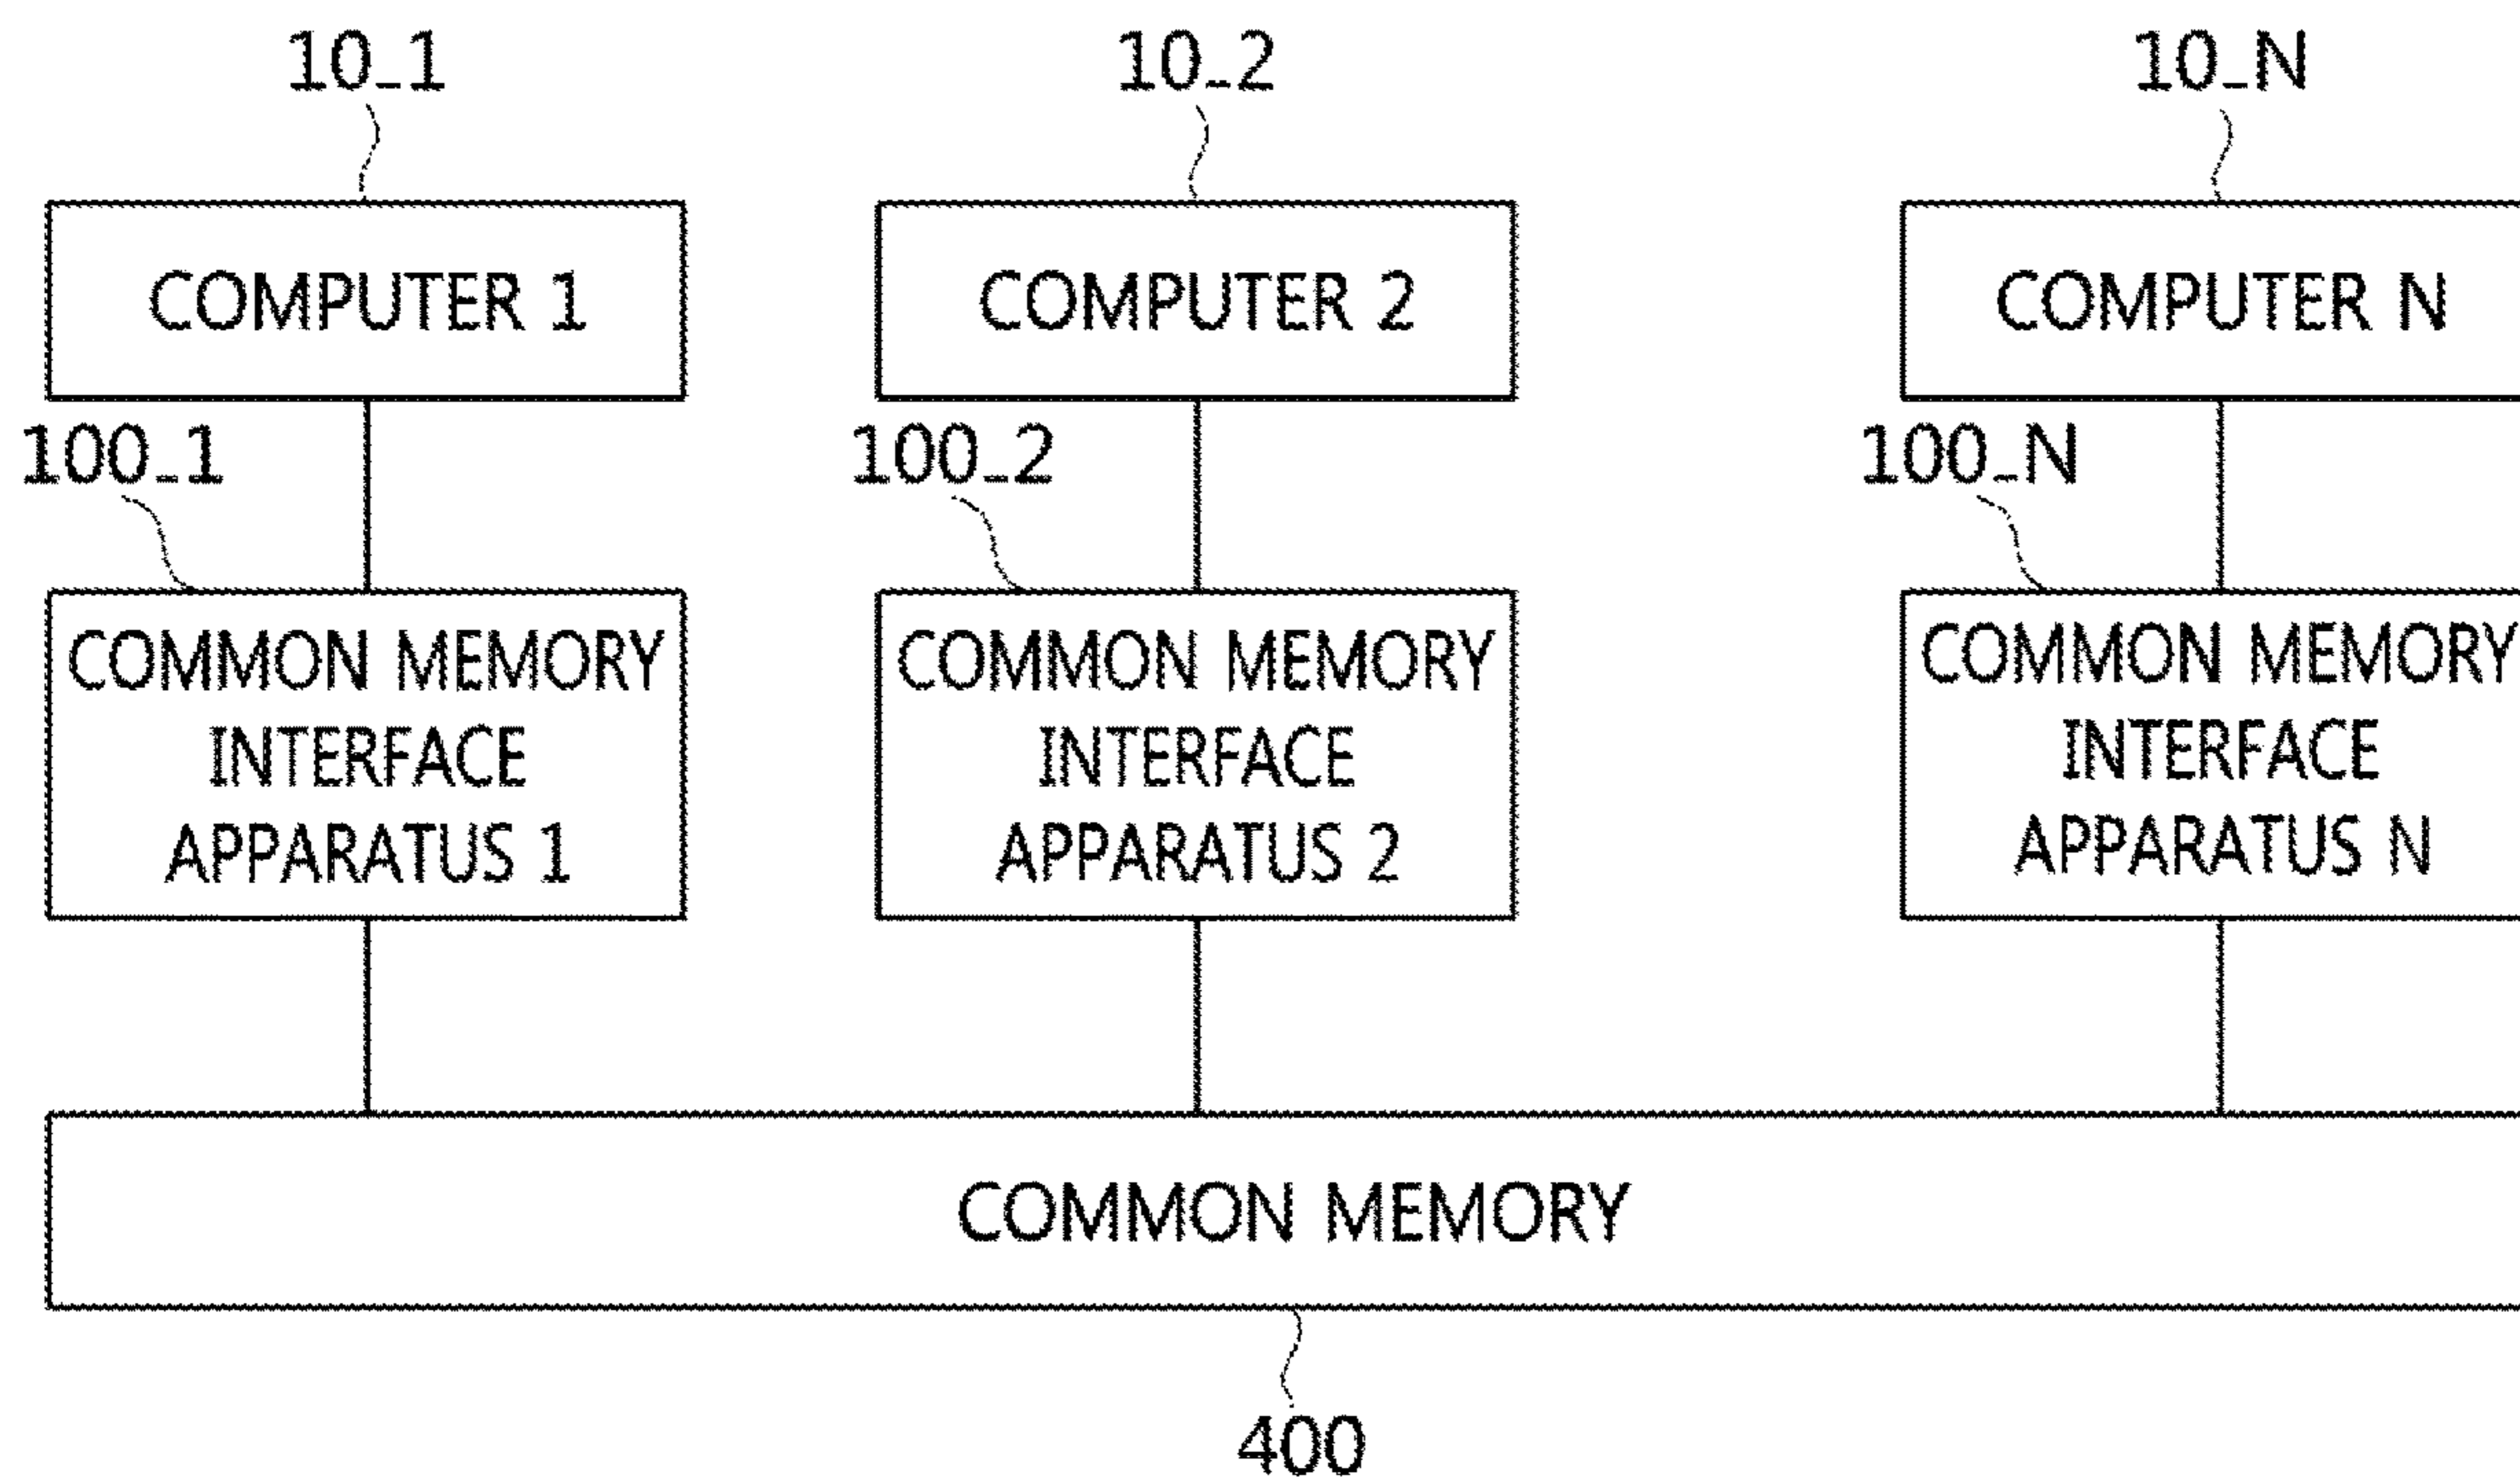 10_1
10_2
10_N
COMPUTER 1
COMPUTER 2
COMPUTER N
100_1
100_2
100_N
COMMON MEMORY
INTERFACE
APPARATUS 1
COMMON MEMORY
INTERFACE
APPARATUS 2
COMMON MEMORY
INTERFACE
APPARATUS N
COMMON MEMORY
400